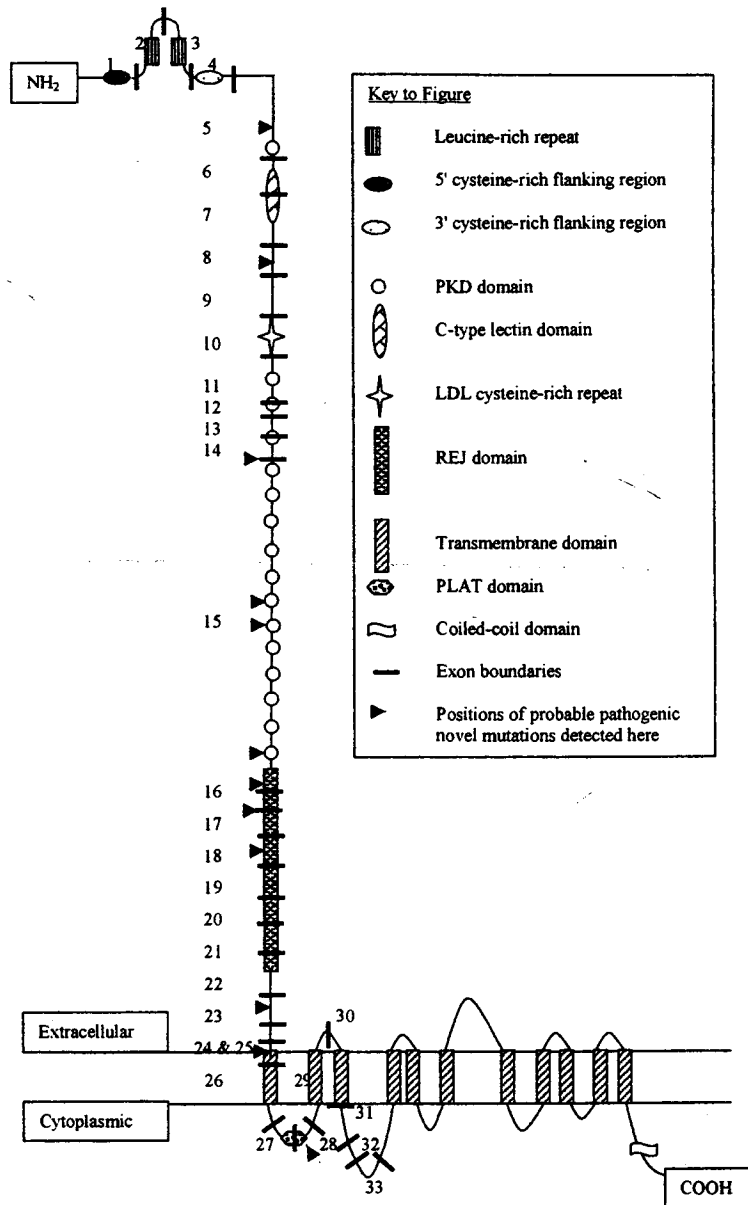 2
3
1
4
NH₂
5
6
7
8
9
10
11
12
13
14
15
16
17
18
19
20
21
22
23
24 & 25
26
29
30
Extracellular
Cytoplasmic
27
28
31
32
33
COOH
Key to Figure
Leucine-rich repeat
5' cysteine-rich flanking region
3' cysteine-rich flanking region
PKD domain
C-type lectin domain
LDL cysteine-rich repeat
REJ domain
Transmembrane domain
PLAT domain
Coiled-coil domain
Exon boundaries
Positions of probable pathogenic
novel mutations detected here